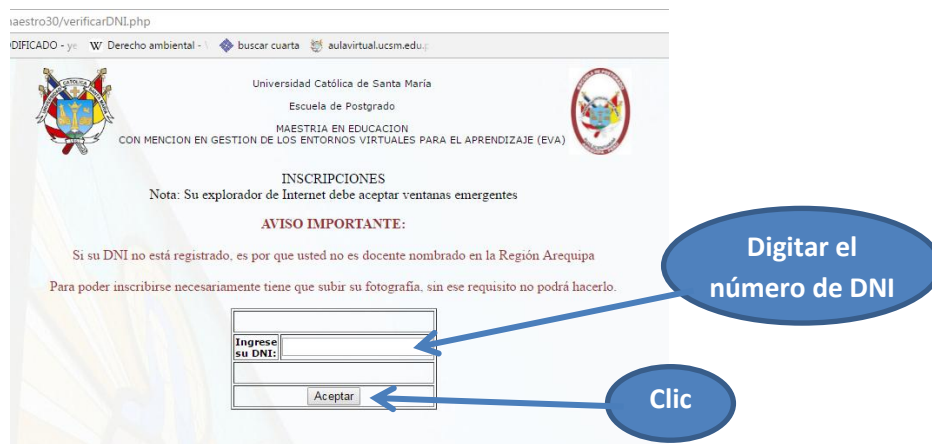 naestro30/verificarDNI.php
DIFICADO - ye
W Derecho ambiental - \
buscar cuarta
aulavirtual.ucsm.edu.p
Universidad Católica de Santa María
Escuela de Postgrado
MAESTRIA EN EDUCACION
CON MENCION EN GESTION DE LOS ENTORNOS VIRTUALES PARA EL APRENDIZAJE (EVA)
INSCRIPCIONES
Nota: Su explorador de Internet debe aceptar ventanas emergentes
AVISO IMPORTANTE:
Si su DNI no está registrado, es por que usted no es docente nombrado en la Región Arequipa
Para poder inscribirse necesariamente tiene que subir su fotografía, sin ese requisito no podrá hacerlo.
Digitar el
número de DNI
Ingrese
su DNI:
Aceptar
Clic